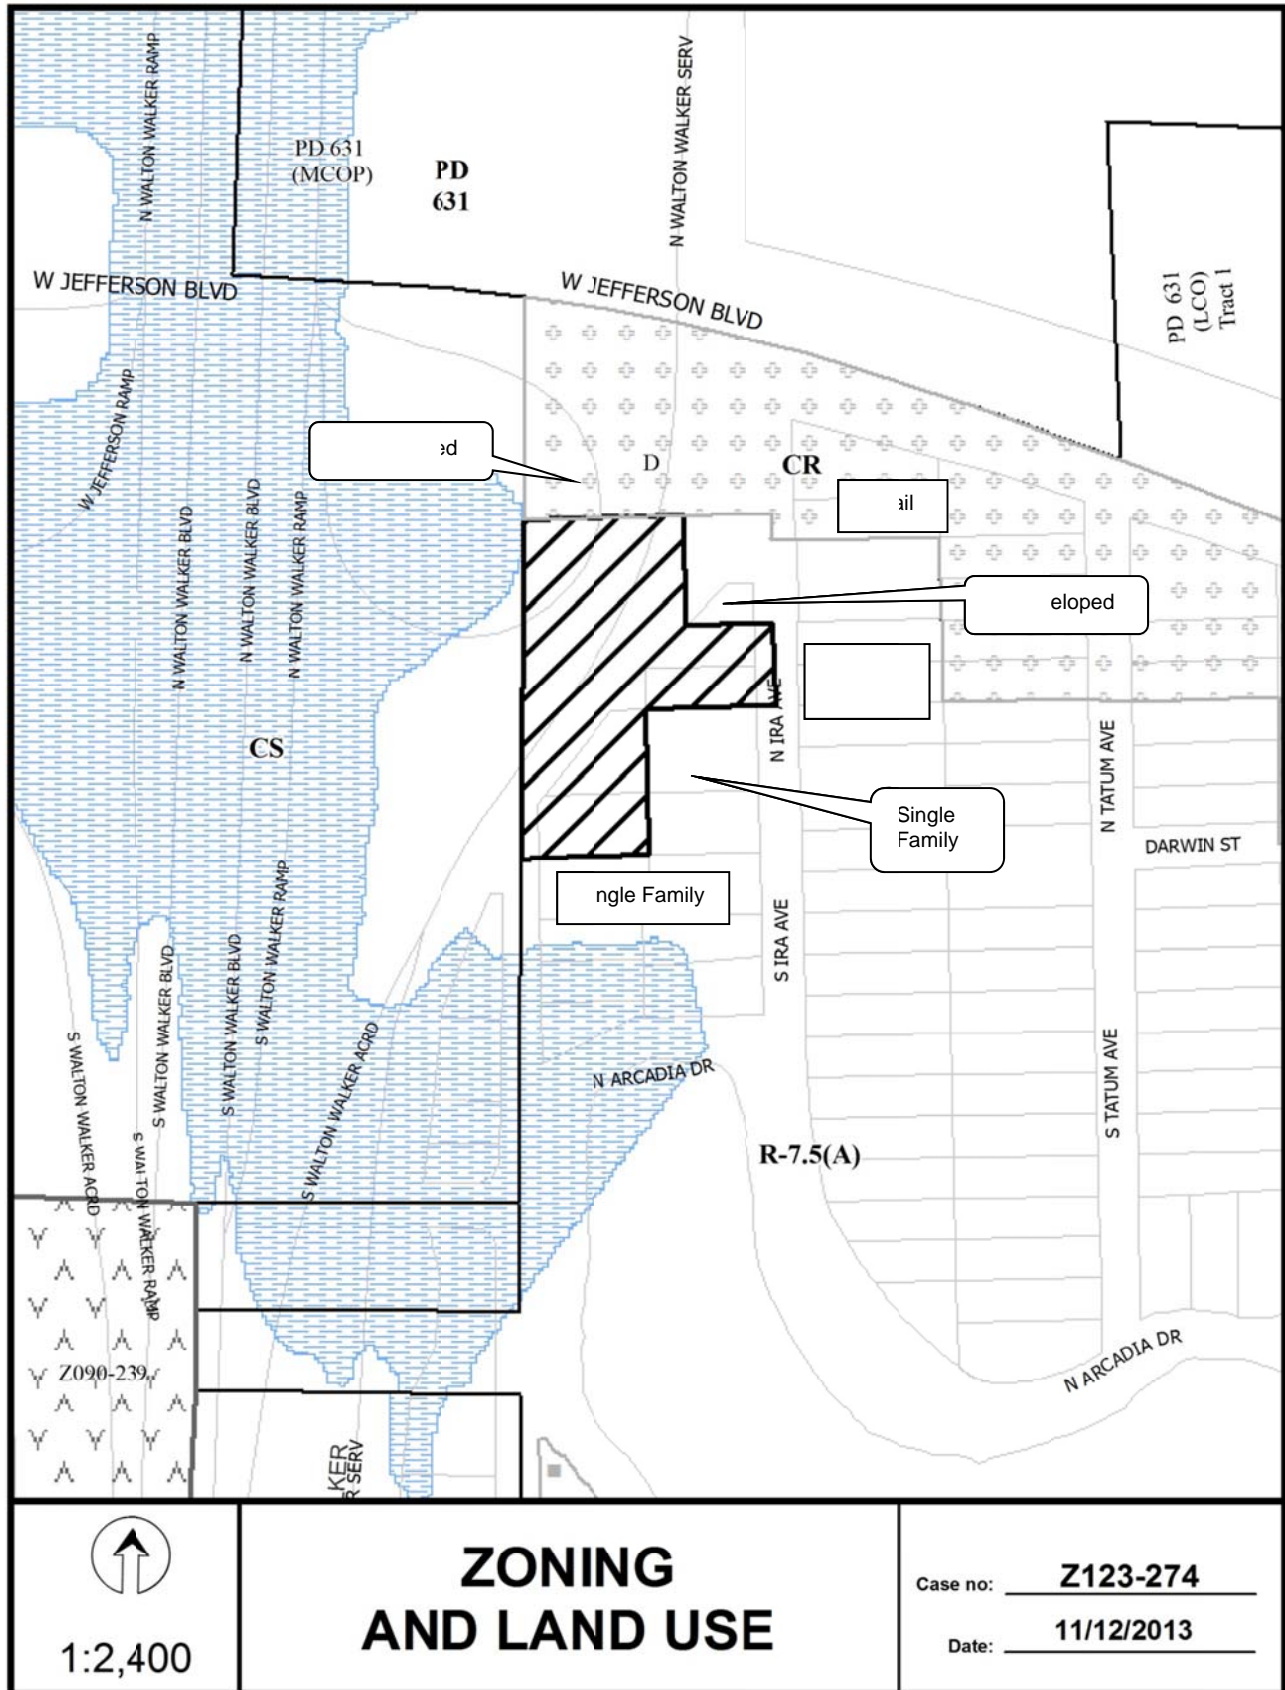 N WALTON WALKER RAMP
N WALTON WALKER SERV
PD 631
(MCOP)
PD
631
W JEFFERSON BLVD
W JEFFERSON BLVD
PD 631
(LCO)
Tract 1
W JEFFERSON RAMP
ed
D
CR
ail
N WALTON WALKER BLVD
N WALTON WALKER BLVD
N WALTON WALKER RAMP
eloped
N IRA AVE
CS
N TATUM AVE
Single
Family
DARWIN ST
ngle Family
S IRA AVE
S WALTON WALKER RAMP
S WALTON WALKER BLVD
S WALTON WALKER BLVD
S WALTON WALKER ACRD
S WALTON WALKER ACRD
N ARCADIA DR
S TATUM AVE
R-7.5(A)
S WALTON WALKER RAMP
Z090-239
N ARCADIA DR
KER
R SERV
1:2,400
ZONING
AND LAND USE
Case no: Z123-274
Date: 11/12/2013